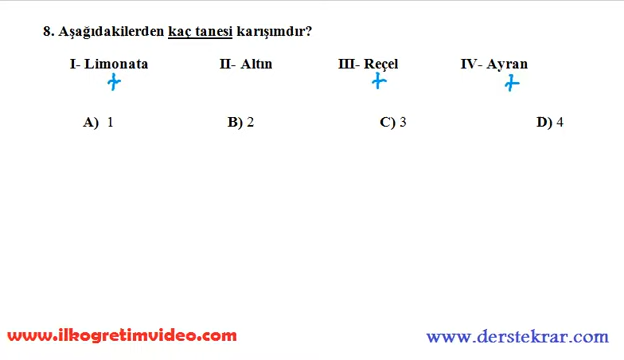 8. Aşağıdakilerden kaç tanesi karışımdır?
I- Limonata II- Altın III- Reçel IV- Ayran
+ + +
A) 1 B) 2 C) 3 D) 4
www.ilkogretimvideo.com www.derstekrar.com